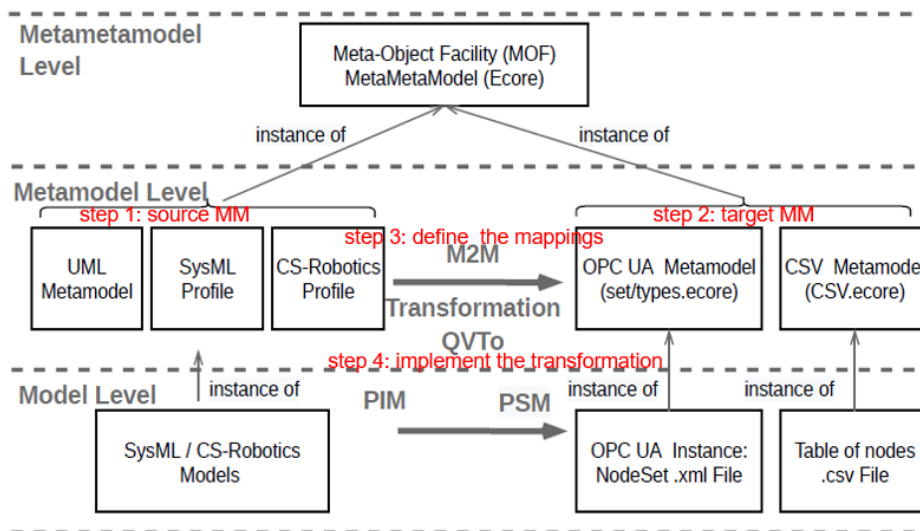 Metametamodel
Level
Meta-Object Facility (MOF)
MetaMetaModel (Ecore)
instance of
instance of
Metamodel Level
step 1: source MM
step 2: target MM
step 3: define the mappings
UML
Metamodel
SysML
Profile
CS-Robotics
Profile
M2M
Transformation
QVTo
OPC UA Metamodel
(set/types.ecore)
CSV Metamodel
(CSV.ecore)
step 4: implement the transformation
Model Level
instance of
PIM
PSM
instance of
instance of
SysML / CS-Robotics
Models
OPC UA Instance:
NodeSet .xml File
Table of nodes
.csv File